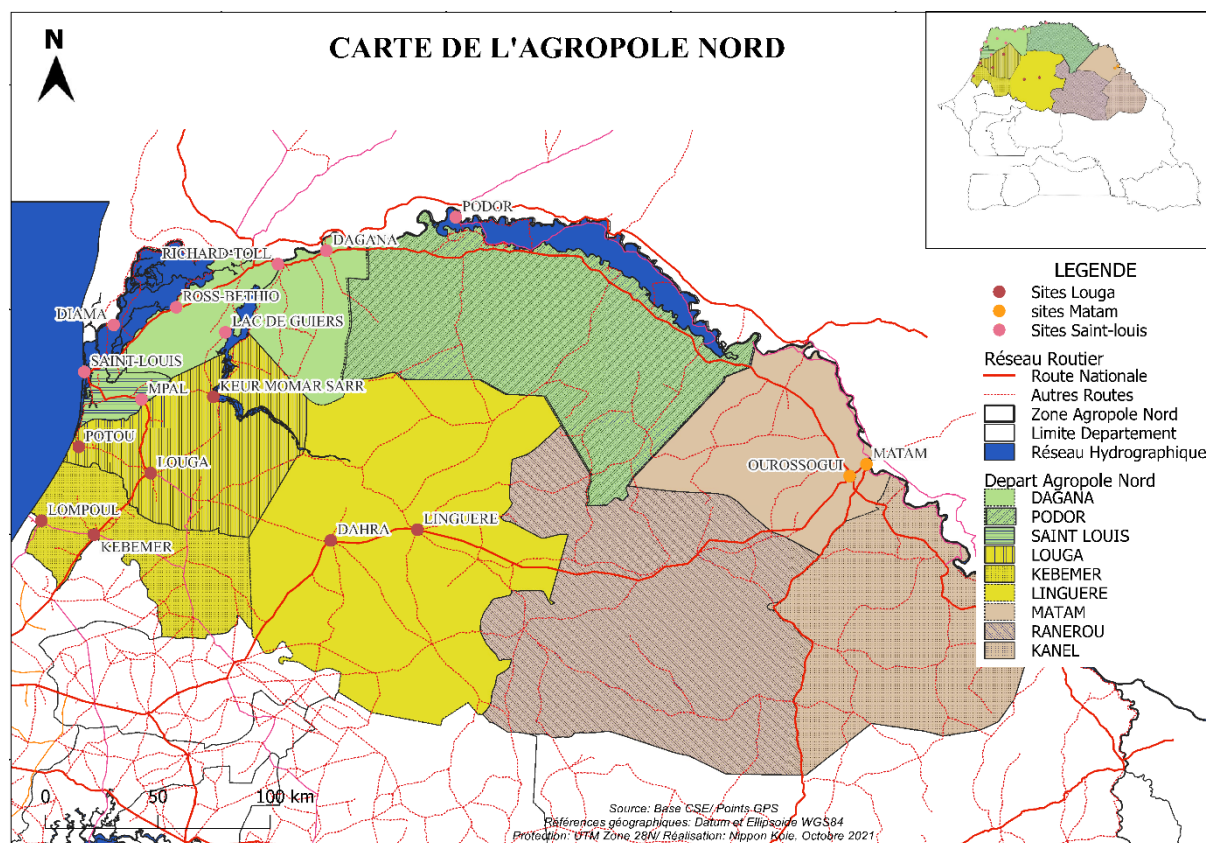 N
CARTE DE L'AGROPOLE NORD
PODOR
DAGANA
RICHARD-TOLL
ROSS-BETHIO
DIAMA
LAC DE GUIERS
SAINT-LOUIS
MPAL
KEUR MOMAR SARR
POTOU
LOUGA
MATAM
OUROSSOGUI
LOMPOUL
LINGUERE
DAHRA
KEBEMER
LEGENDE
Sites Louga
sites Matam
Sites Saint-louis
Réseau Routier
Route Nationale
Autres Routes
Zone Agropole Nord
Limite Departement
Réseau Hydrographique
Depart Agropole Nord
DAGANA
PODOR
SAINT LOUIS
LOUGA
KEBEMER
LINGUERE
MATAM
RANEROU
KANEL
0 50 100 km
Source: Base CSE/ Points GPS
Références géographiques: Datum et Ellipsoide WGS84
Protection: UTM Zone 28N/ Réalisation: Nippon Koie, Octobre 2021